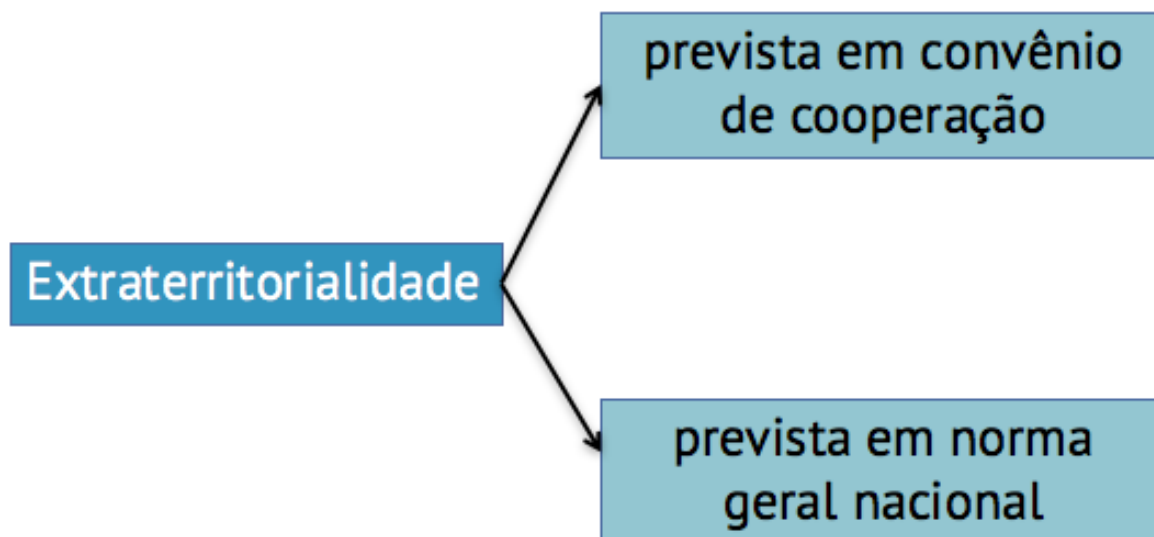 prevista em convênio
de cooperação
Extraterritorialidade
prevista em norma
geral nacional